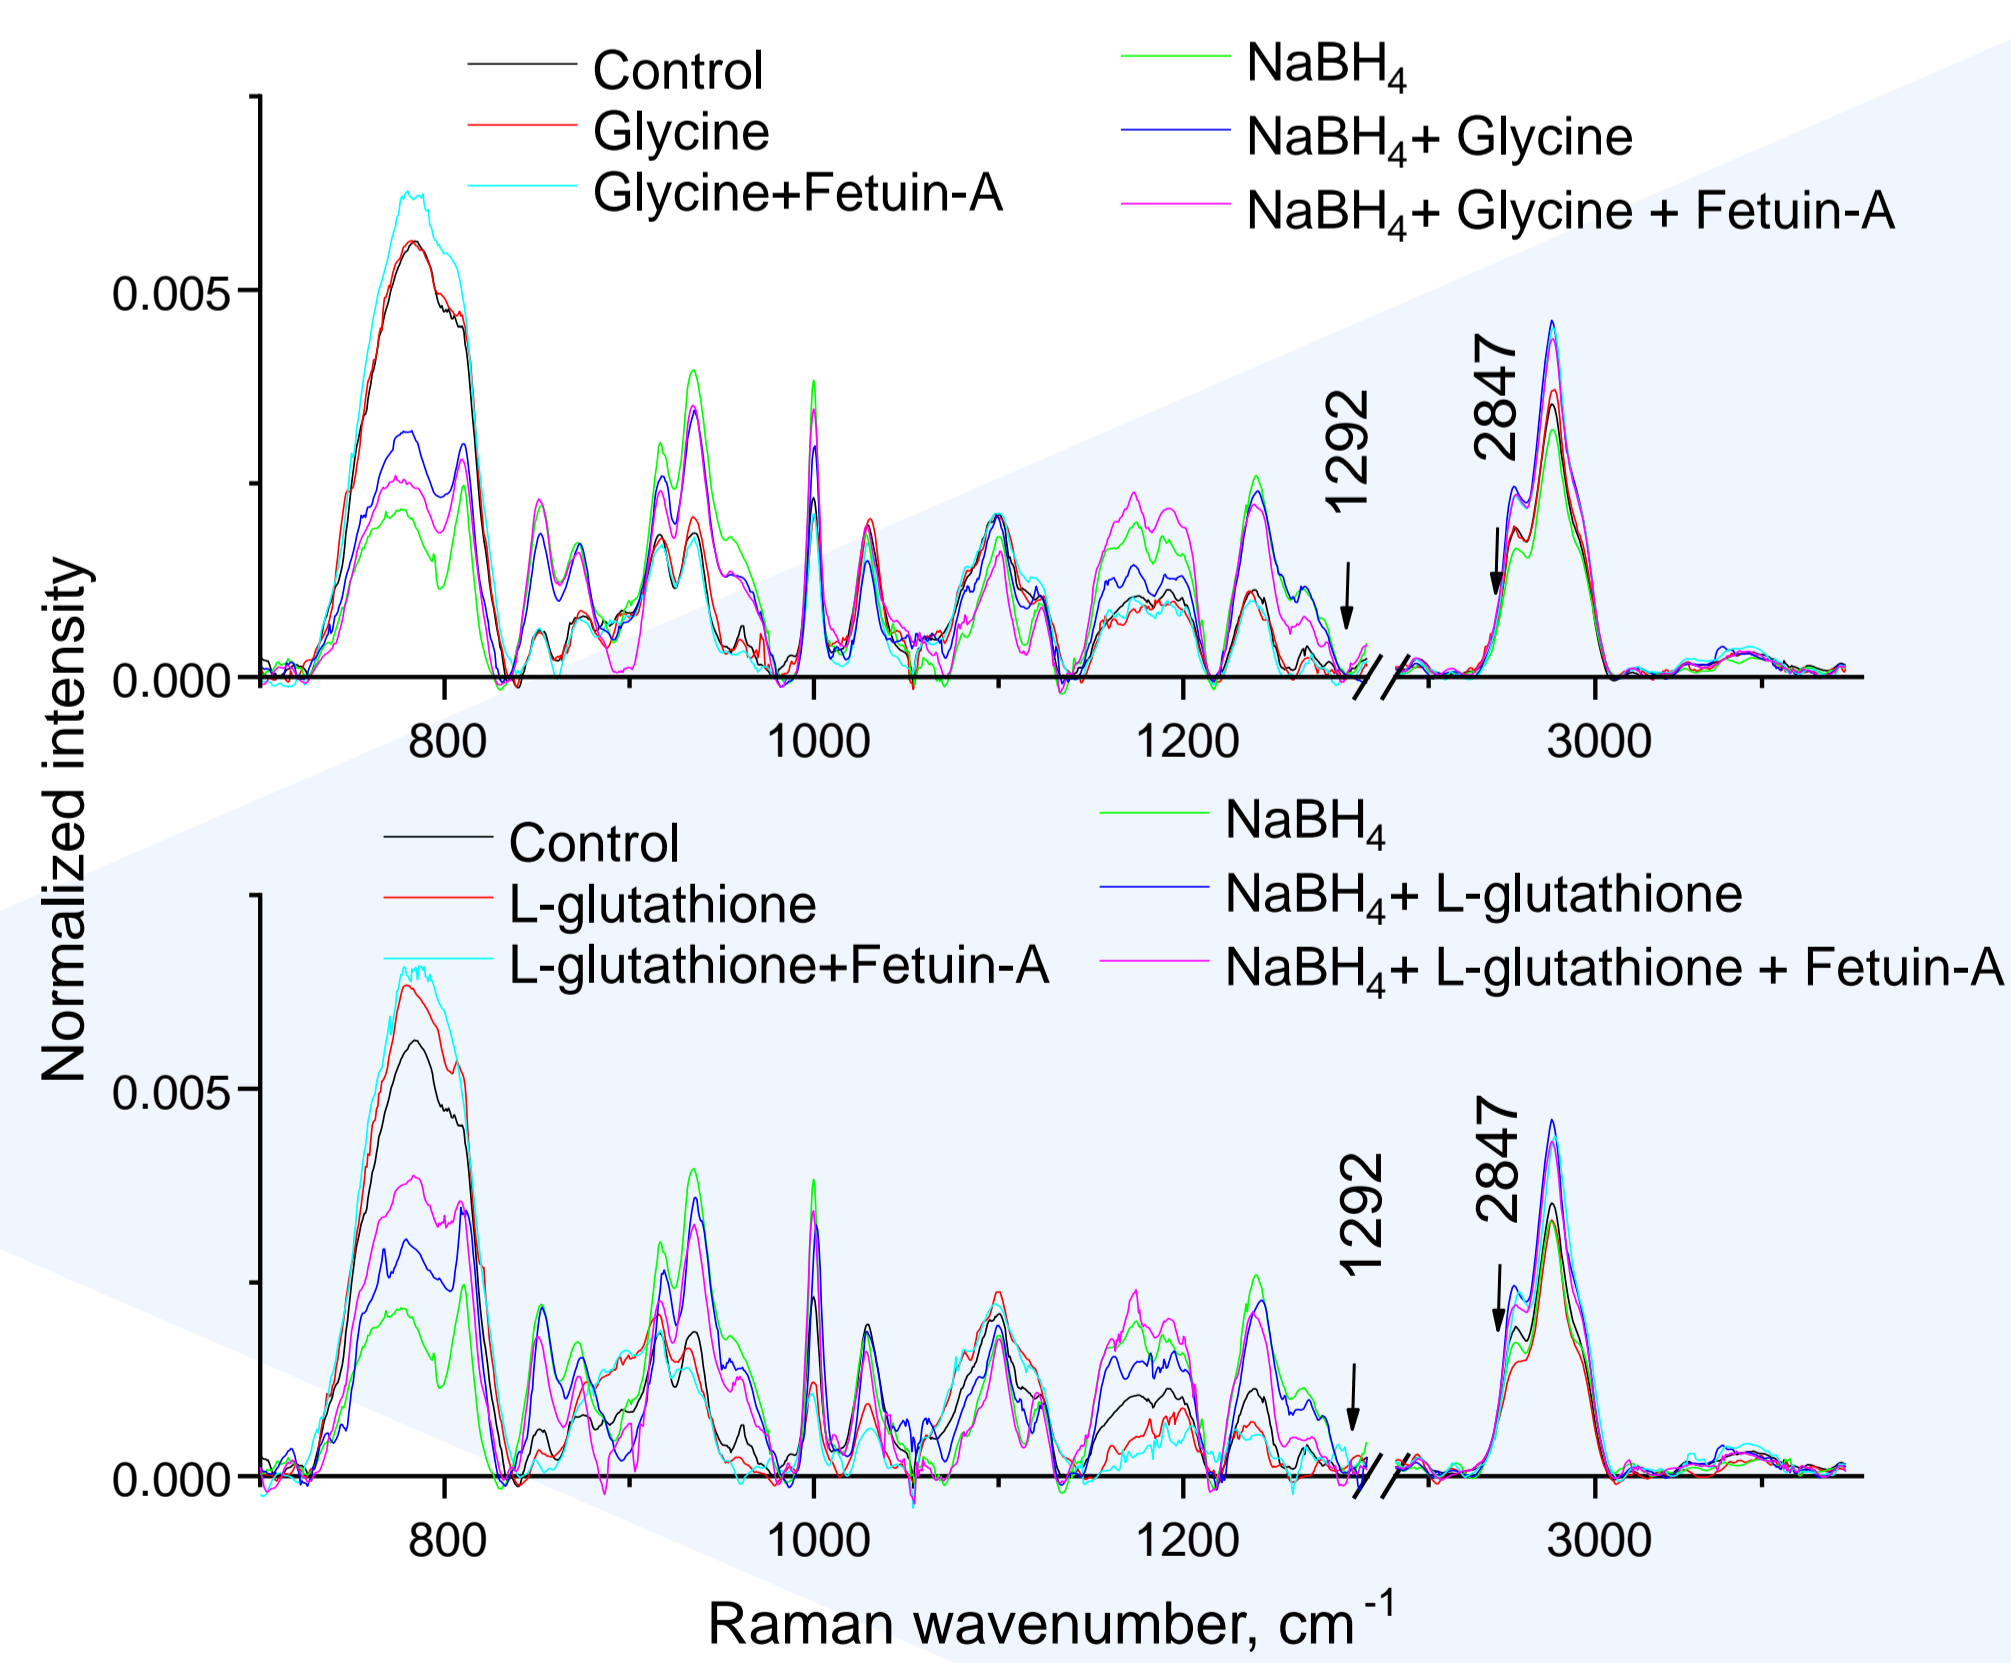 Control
Glycine
Glycine+Fetuin-A
NaBH4
NaBH4+ Glycine
NaBH4+ Glycine + Fetuin-A
0.005
0.000
1292
2847
800 1000 1200 3000
Normalized intensity
Control
L-glutathione
L-glutathione+Fetuin-A
NaBH4
NaBH4+ L-glutathione
NaBH4+ L-glutathione + Fetuin-A
0.005
0.000
1292
2847
800 1000 1200 3000
Raman wavenumber, cm-1